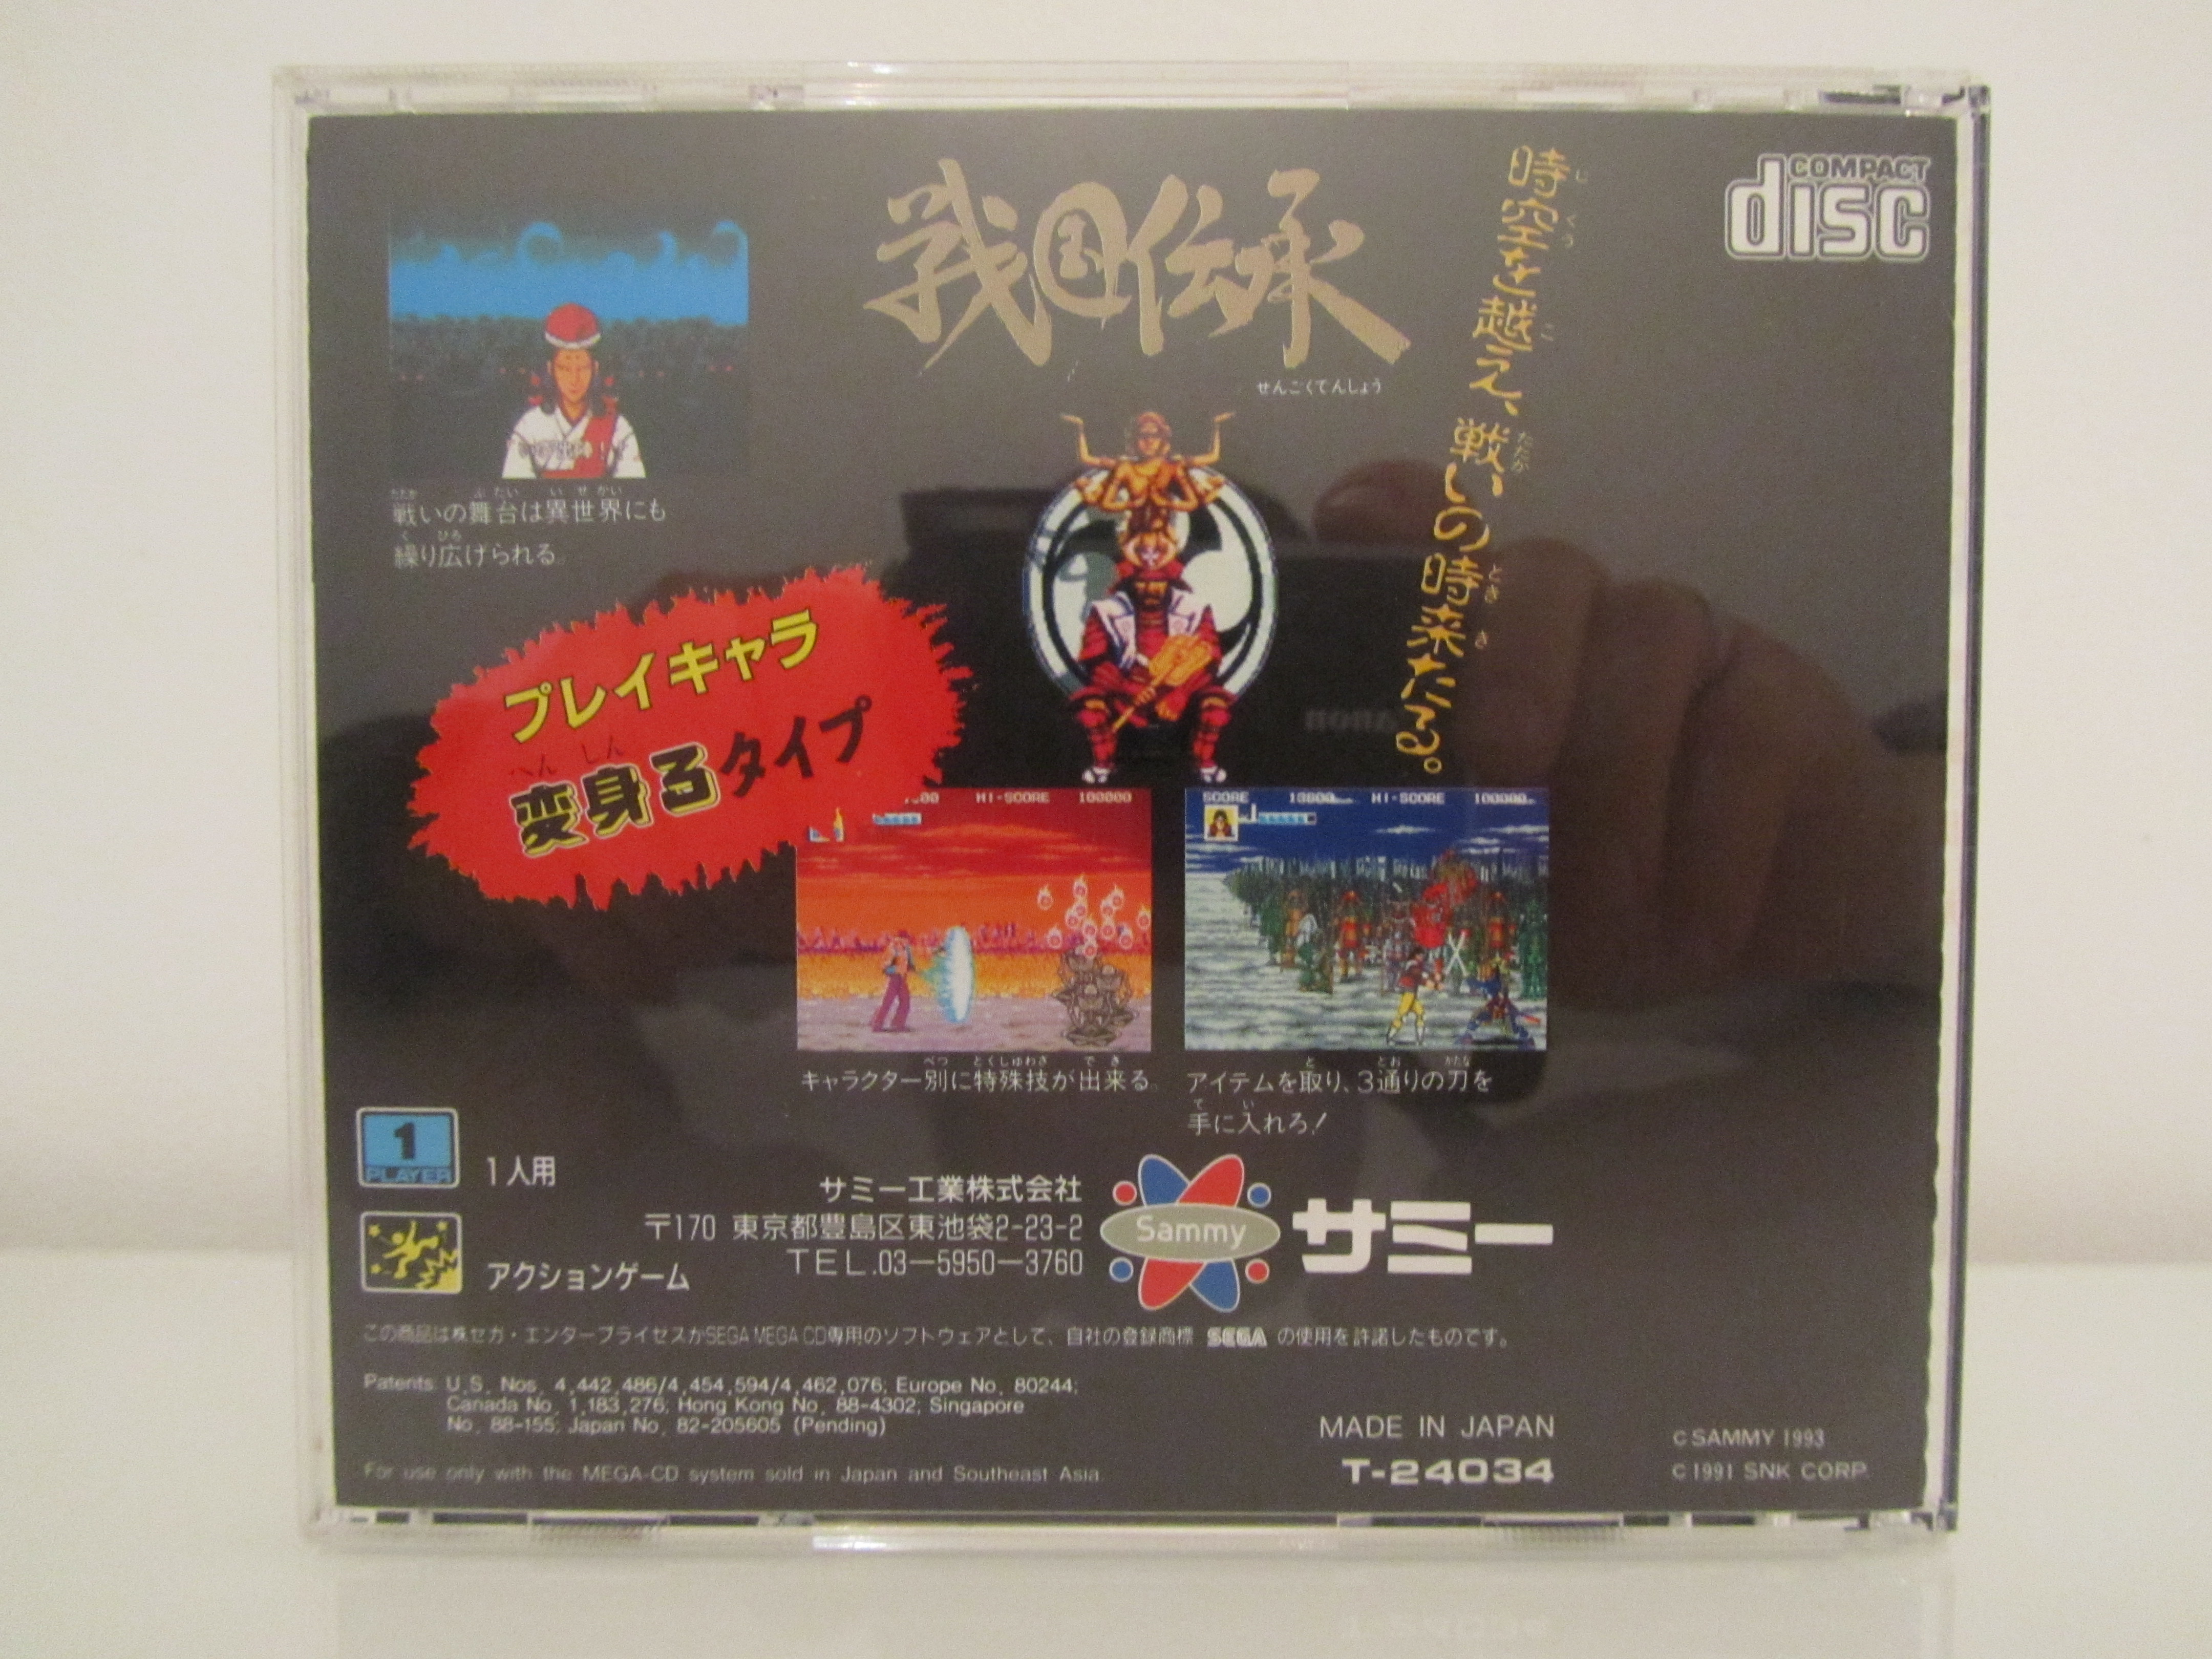 COMPACT
disc
戦国伝承
せんごくてんしょう
時空を越え、戦いの時来たる。
戦いの舞台は異世界にも
繰り広げられる。
プレイキャラ
変身るタイプ
HI-SCORE 100000
SCORE 13800 HI-SCORE 100000
キャラクター別に特殊技が出来る。
アイテムを取り、3通りの刀を
手に入れろ!
1
PLAYER
1人用
アクションゲーム
サミー工業株式会社
〒170 東京都豊島区東池袋2-23-2
TEL.03-5950-3760
Sammy
サミー
この商品は株セガ・エンタープライゼスがSEGA MEGA CD専用のソフトウェアとして、自社の登録商標 SEGA の使用を許諾したものです。
Patents: U.S. Nos. 4,442,486/4,454,594/4,462,076; Europe No. 80244;
Canada No. 1,183,276; Hong Kong No. 88-4302; Singapore
No. 88-155; Japan No. 82-205605 (Pending)
For use only with the MEGA-CD system sold in Japan and Southeast Asia.
MADE IN JAPAN
T-24034
© SAMMY 1993
© 1991 SNK CORP.